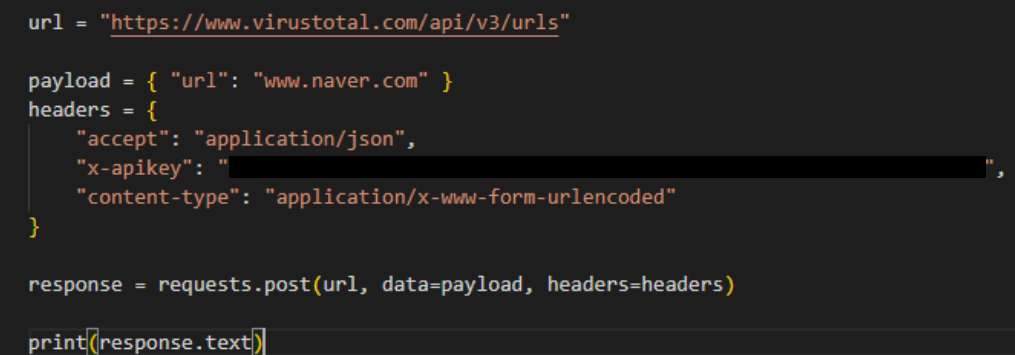 url = "https://www.virustotal.com/api/v3/urls"
payload = { "url": "www.naver.com" }
headers = {
"accept": "application/json",
"x-apikey": "",
"content-type": "application/x-www-form-urlencoded"
}
response = requests.post(url, data=payload, headers=headers)
print(response.text)